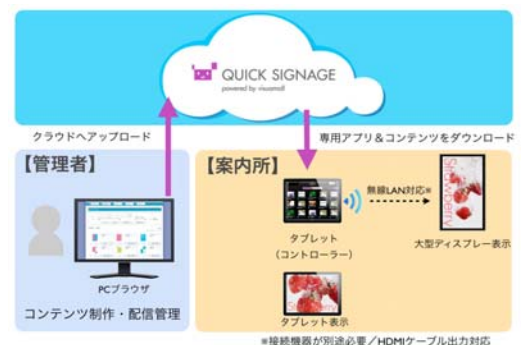 QUICK SIGNAGE
powered by visuamall
クラウドへアップロード
専用アプリ＆コンテンツをダウンロード
【管理者】
【案内所】
無線LAN対応※
タブレット
（コントローラー）
大型ディスプレー表示
Strawberry
PCブラウザ
コンテンツ制作・配信管理
タブレット表示
※接続機器が別途必要／HDMIケーブル出力対応